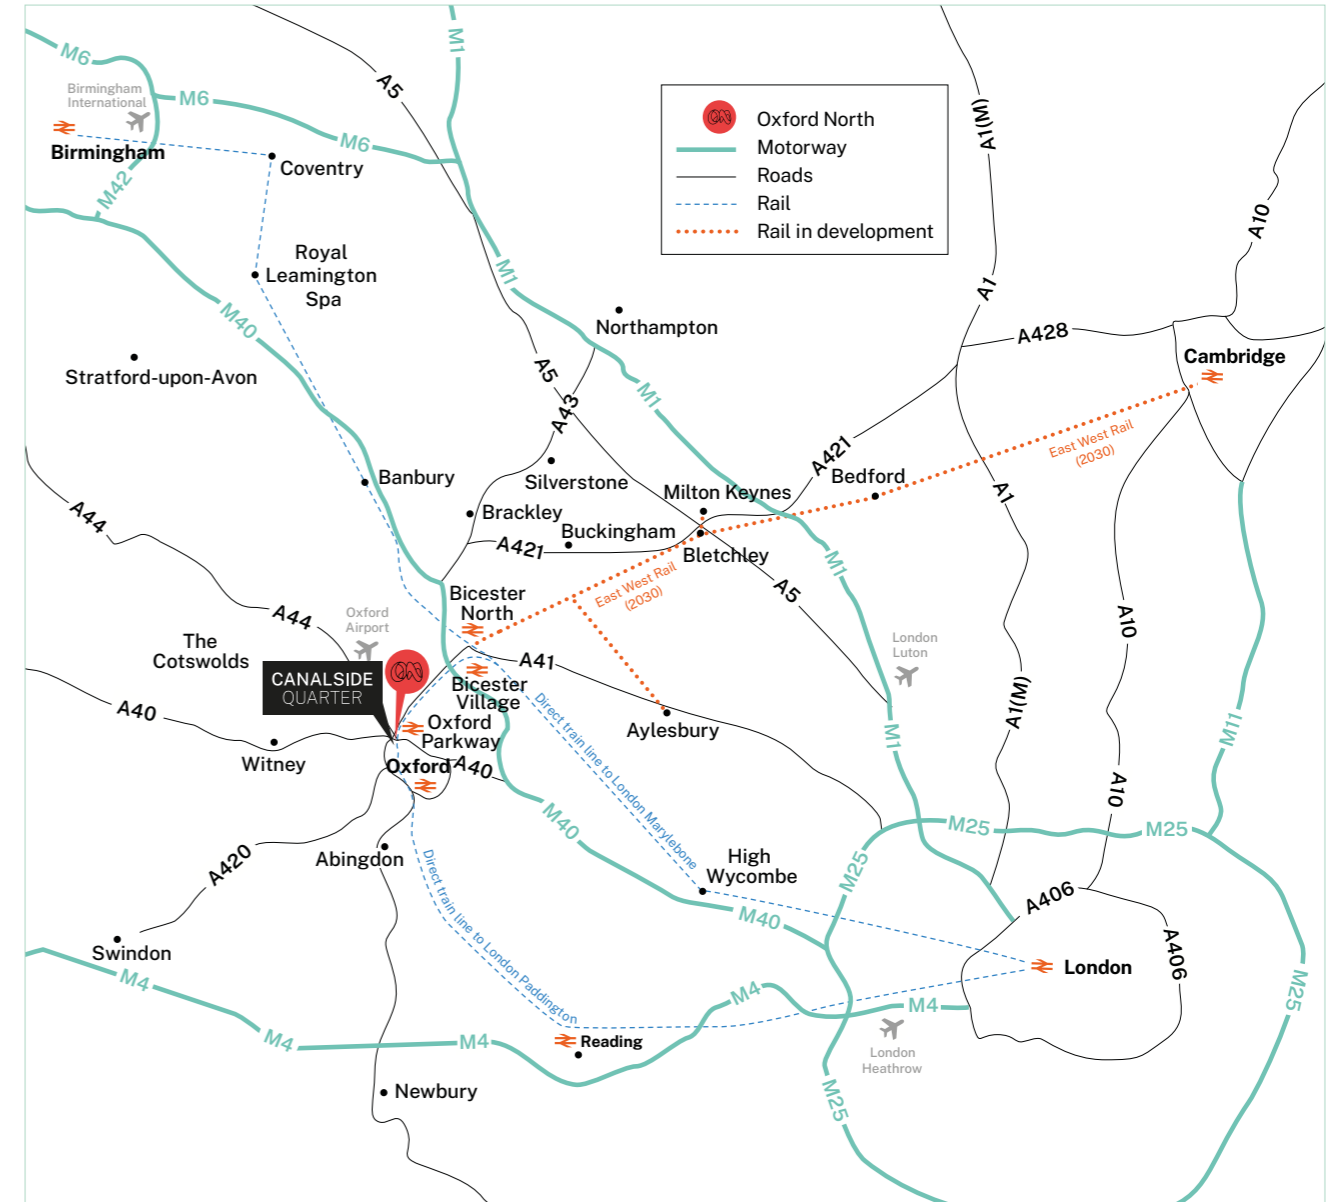 M6
M1
A5
Birmingham
International
M6
A1(M)
Oxford North
Motorway
Roads
Rail
Rail in development
M6
Birmingham
Coventry
M42
A10
Royal
Leamington
Spa
M1
A1
M40
Northampton
A428
Cambridge
Stratford-upon-Avon
A5
M1
A43
East West Rail
(2030)
A421
Banbury
Silverstone
Milton Keynes
Bedford
A1
A44
Brackley
Buckingham
A421
Bletchley
M1
East West Rail
(2030)
A5
Bicester
North
A44
Oxford
Airport
A10
The
Cotswolds
London
Luton
A41
CANALSIDE
QUARTER
Bicester
Village
A1(M)
A40
Oxford
Parkway
Aylesbury
M11
M1
Witney
Oxford
A40
Direct train line to London Marylebone
A10
M40
M25
M25
Abingdon
A420
High
Wycombe
M25
Direct train line to London Paddington
A406
M40
Swindon
A406
London
M4
M4
M4
M25
M4
M4
Reading
London
Heathrow
Newbury
M25